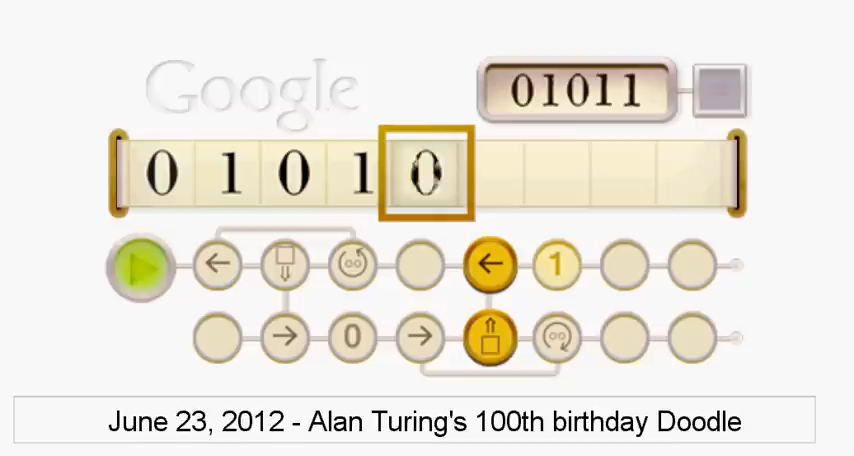 Google
01011
0 1 0 1 0
1
0
June 23, 2012 - Alan Turing's 100th birthday Doodle